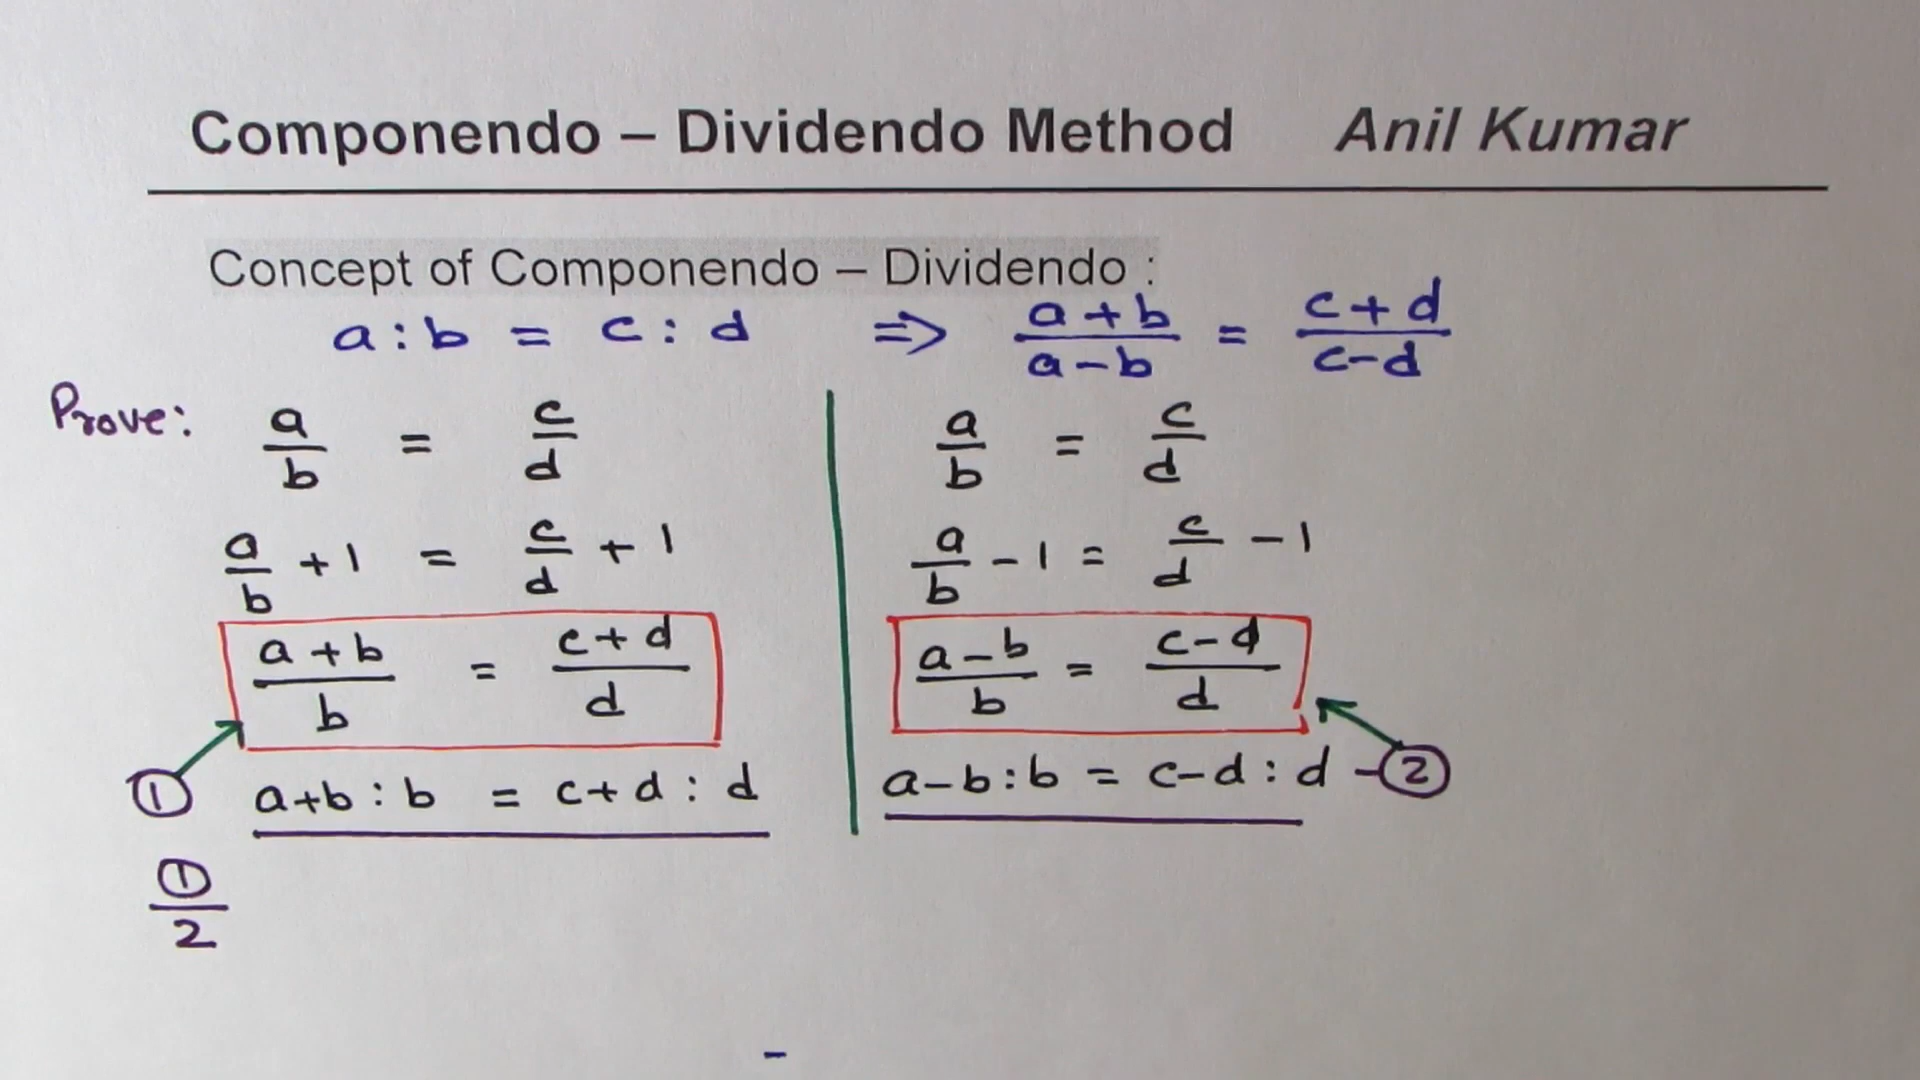 Componendo – Dividendo Method Anil Kumar
Concept of Componendo – Dividendo :
a : b = c : d ⇒ (a+b)/(a-b) = (c+d)/(c-d)
Prove: a/b = c/d
a/b + 1 = c/d + 1
(a+b)/b = (c+d)/d
① a+b : b = c+d : d
①/2
a/b = c/d
a/b - 1 = c/d - 1
(a-b)/b = (c-d)/d
a-b : b = c-d : d -②